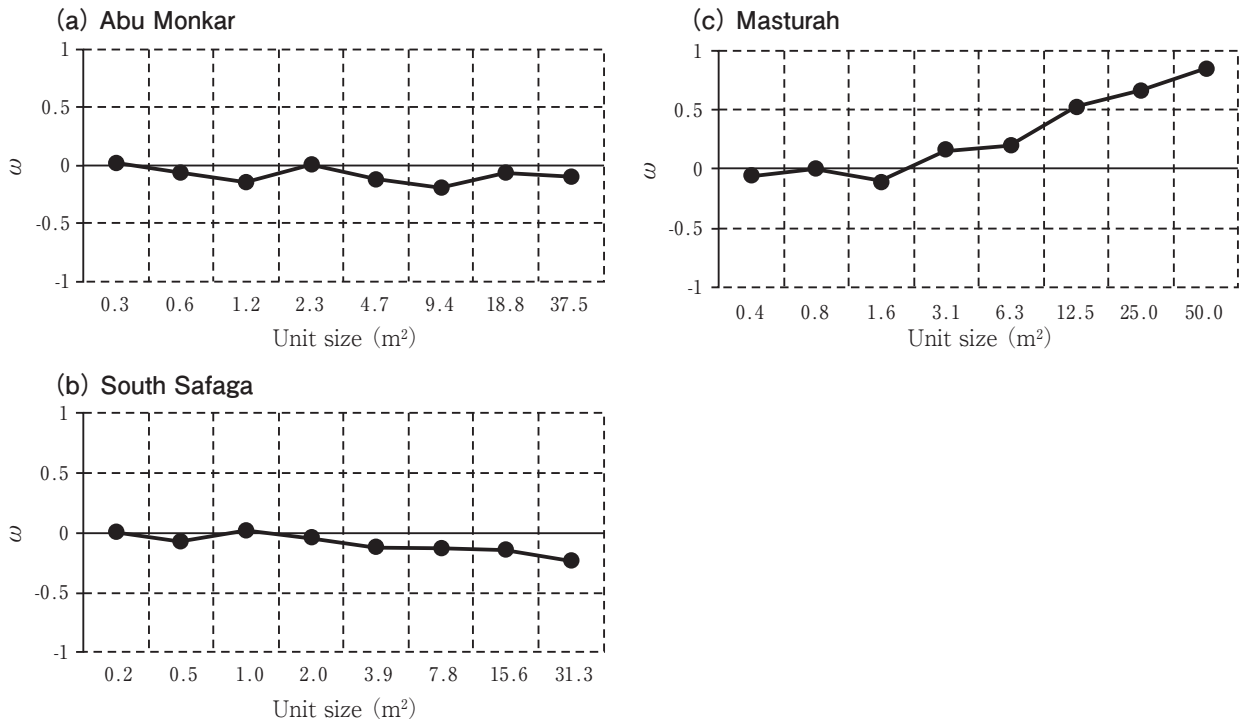 (a) Abu Monkar
1
0.5
0
-0.5
-1
ω
0.3 0.6 1.2 2.3 4.7 9.4 18.8 37.5
Unit size (m²)
(b) South Safaga
1
0.5
0
-0.5
-1
ω
0.2 0.5 1.0 2.0 3.9 7.8 15.6 31.3
Unit size (m²)
(c) Masturah
1
0.5
0
-0.5
-1
ω
0.4 0.8 1.6 3.1 6.3 12.5 25.0 50.0
Unit size (m²)